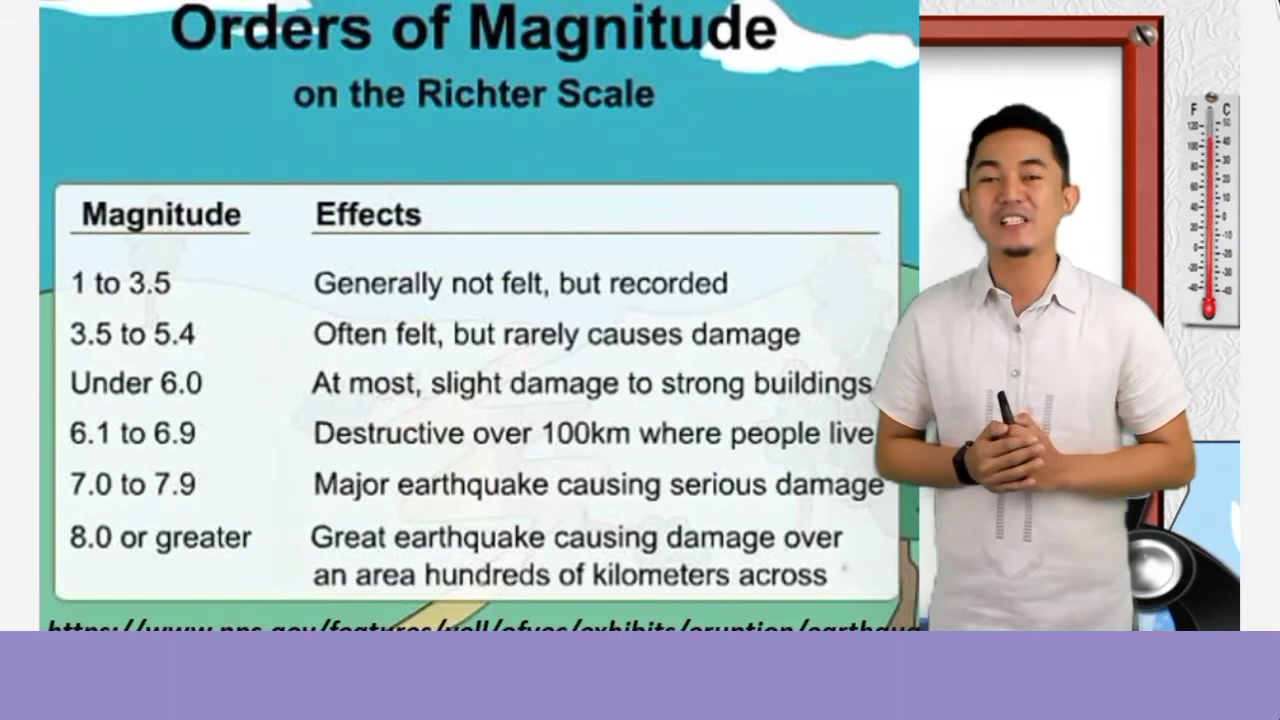 Orders of Magnitude
on the Richter Scale
Magnitude Effects
1 to 3.5 Generally not felt, but recorded
3.5 to 5.4 Often felt, but rarely causes damage
Under 6.0 At most, slight damage to strong buildings
6.1 to 6.9 Destructive over 100km where people live
7.0 to 7.9 Major earthquake causing serious damage
8.0 or greater Great earthquake causing damage over
an area hundreds of kilometers across
F C